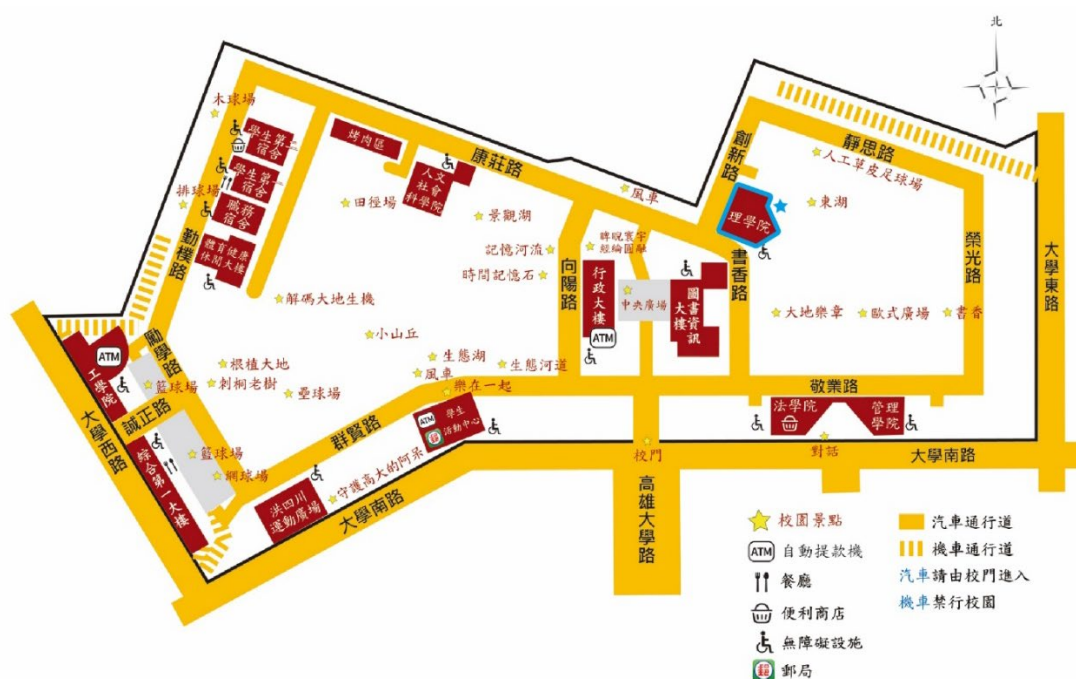 北
木球場
學生第二
宿舍
學生第一
宿舍
排球場
職務
宿舍
體育健康
休閒大樓
勤樸路
烤肉區
康莊路
人文
社會
科學院
田徑場
景觀湖
風車
創新路
靜思路
人工草皮足球場
理學院
東湖
榮光路
大學東路
記憶河流
時間記憶石
向陽路
睥睨寰宇
經綸圓融
行政大樓
ATM
中央廣場
圖書資訊
大樓
書香路
大地樂章
歐式廣場
書香
解碼大地生機
小山丘
勵學路
根植大地
刺桐老樹
壘球場
生態湖
風車
生態河道
樂在一起
ATM
工學院
籃球場
誠正路
大學西路
綜合第一大樓
籃球場
網球場
群賢路
ATM
學生
活動中心
守護高大的阿呆
洪四川
運動廣場
大學南路
敬業路
法學院
管理
學院
對話
校門
大學南路
高雄大學路
校園景點
ATM 自動提款機
餐廳
便利商店
無障礙設施
郵局
汽車通行道
機車通行道
汽車請由校門進入
機車禁行校園